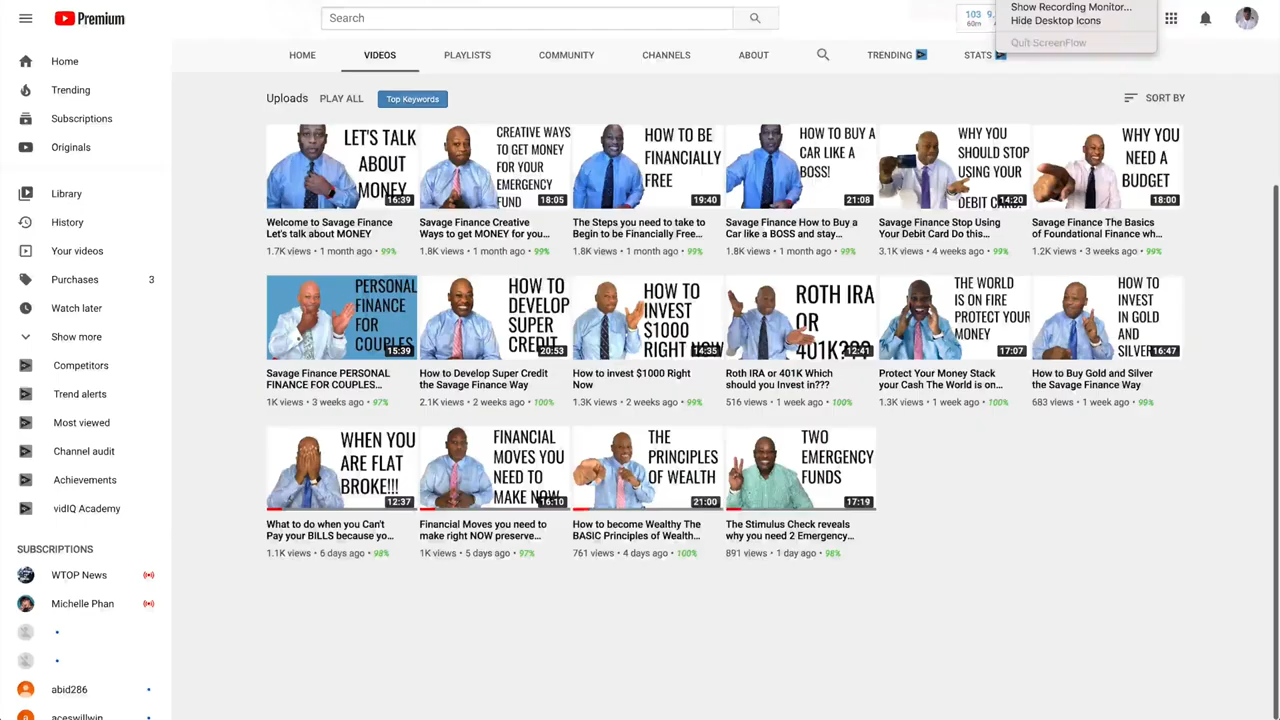 Show Recording Monitor...
Hide Desktop Icons
Quit ScreenFlow
Premium
Search
103 9
60m
HOME VIDEOS PLAYLISTS COMMUNITY CHANNELS ABOUT TRENDING STATS
Uploads PLAY ALL Top Keywords SORT BY
Home
Trending
Subscriptions
Originals
Library
History
Your videos
Purchases 3
Watch later
Show more
Competitors
Trend alerts
Most viewed
Channel audit
Achievements
vidIQ Academy
SUBSCRIPTIONS
WTOP News
Michelle Phan
abid286
aceswillwin
LET'S TALK
ABOUT
MONEY
16:39
Welcome to Savage Finance
Let's talk about MONEY
1.7K views • 1 month ago • 99%
CREATIVE WAYS
TO GET MONEY
FOR YOUR
EMERGENCY
FUND
18:05
Savage Finance Creative
Ways to get MONEY for you...
1.8K views • 1 month ago • 99%
HOW TO BE
FINANCIALLY
FREE
19:40
The Steps you need to take to
Begin to be Financially Free...
1.8K views • 1 month ago • 99%
HOW TO BUY A
CAR LIKE A
BOSS!
21:08
Savage Finance How to Buy a
Car like a BOSS and stay...
1.8K views • 1 month ago • 99%
WHY YOU
SHOULD STOP
USING YOUR
DEBIT CARD!
14:20
Savage Finance Stop Using
Your Debit Card Do this...
3.1K views • 4 weeks ago • 99%
WHY YOU
NEED A
BUDGET
18:00
Savage Finance The Basics
of Foundational Finance wh...
1.2K views • 3 weeks ago • 99%
PERSONAL
FINANCE
FOR
COUPLES
15:39
Savage Finance PERSONAL
FINANCE FOR COUPLES...
1K views • 3 weeks ago • 97%
HOW TO
DEVELOP
SUPER
CREDIT
20:53
How to Develop Super Credit
the Savage Finance Way
2.1K views • 2 weeks ago • 100%
HOW TO
INVEST
$1000
RIGHT NOW
14:35
How to invest $1000 Right
Now
1.3K views • 2 weeks ago • 99%
ROTH IRA
OR
401K???
12:41
Roth IRA or 401K Which
should you Invest in???
516 views • 1 week ago • 100%
THE WORLD
IS ON FIRE
PROTECT YOUR
MONEY
17:07
Protect Your Money Stack
your Cash The World is on...
1.3K views • 1 week ago • 100%
HOW TO
INVEST
IN GOLD
AND
SILVER
16:47
How to Buy Gold and Silver
the Savage Finance Way
683 views • 1 week ago • 99%
WHEN YOU
ARE FLAT
BROKE!!!
12:37
What to do when you Can't
Pay your BILLS because yo...
1.1K views • 6 days ago • 98%
FINANCIAL
MOVES YOU
NEED TO
MAKE NOW
16:10
Financial Moves you need to
make right NOW preserve...
1K views • 5 days ago • 97%
THE
PRINCIPLES
OF WEALTH
21:00
How to become Wealthy The
BASIC Principles of Wealth...
761 views • 4 days ago • 100%
TWO
EMERGENCY
FUNDS
17:19
The Stimulus Check reveals
why you need 2 Emergency...
891 views • 1 day ago • 98%